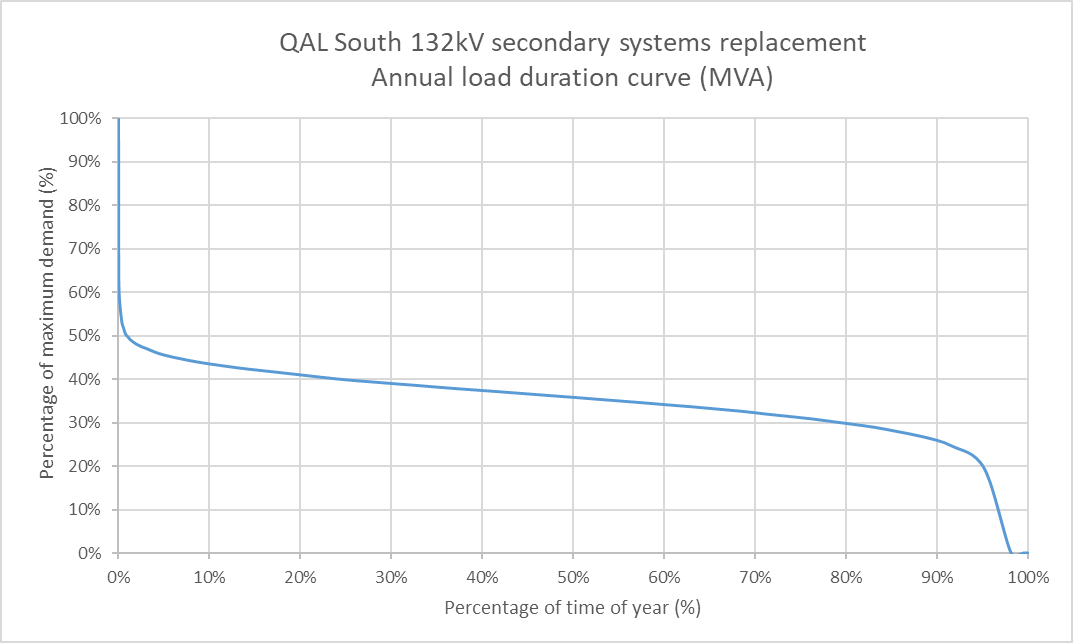 QAL South 132kV secondary systems replacement
Annual load duration curve (MVA)
Percentage of maximum demand (%)
100%
90%
80%
70%
60%
50%
40%
30%
20%
10%
0%
0% 10% 20% 30% 40% 50% 60% 70% 80% 90% 100%
Percentage of time of year (%)